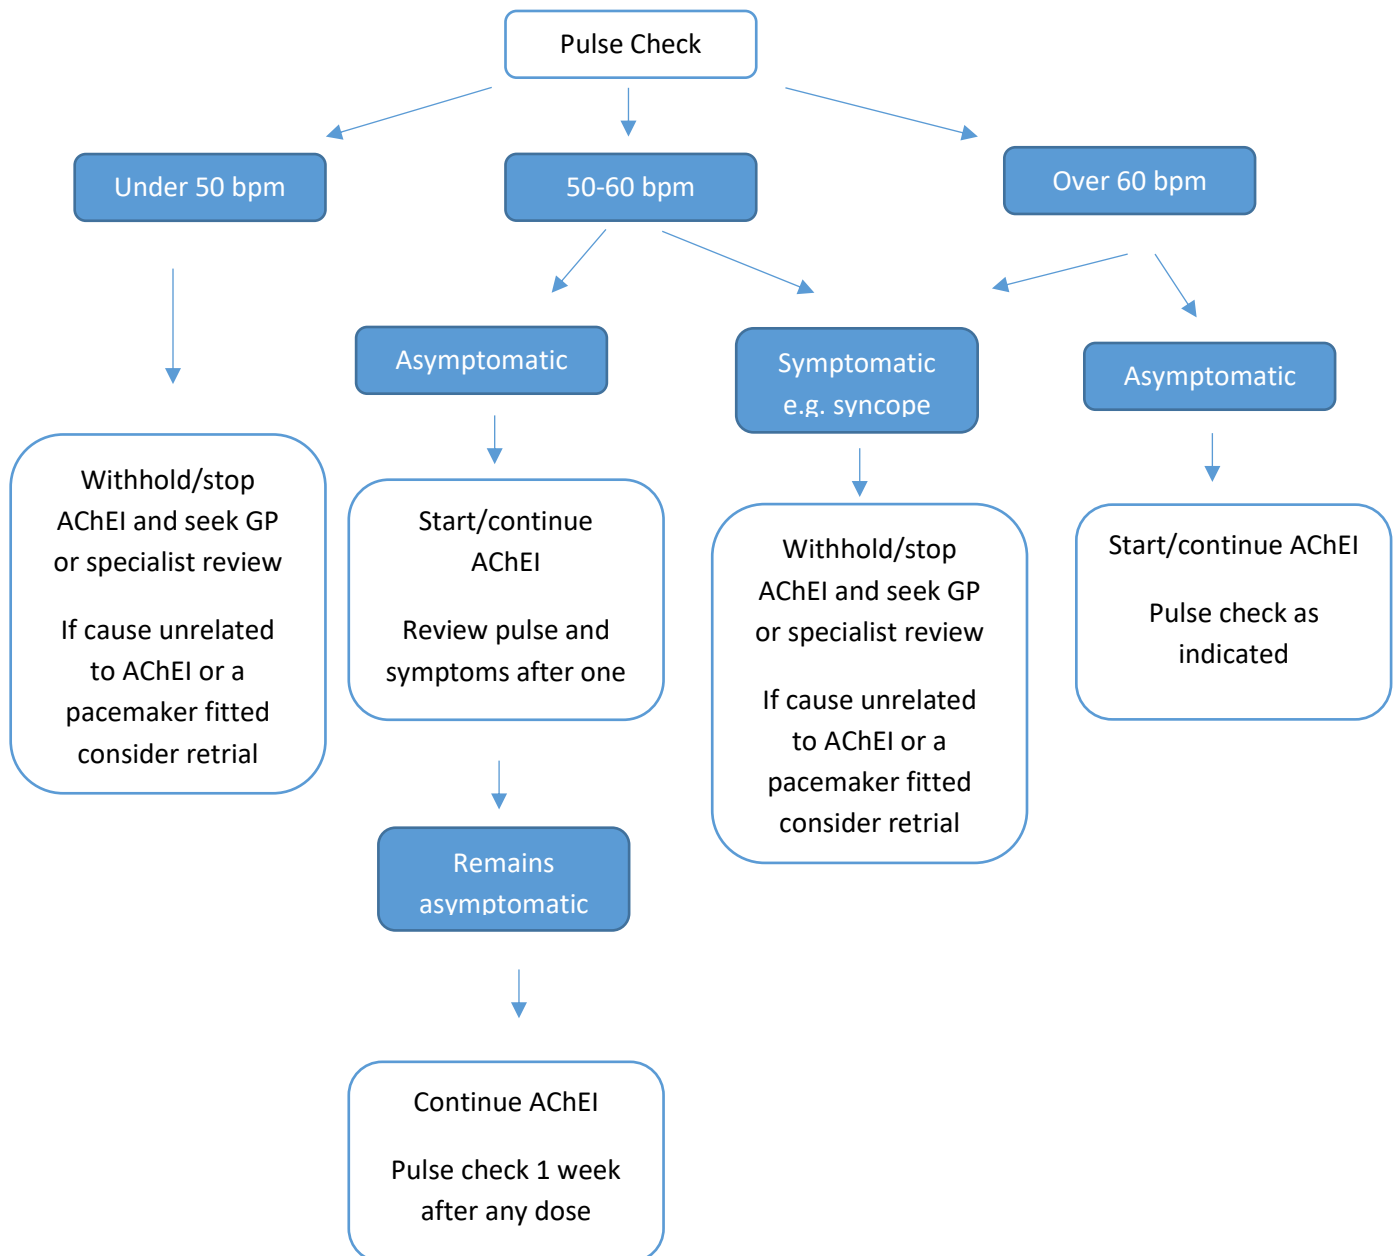 Pulse Check
Under 50 bpm
50-60 bpm
Over 60 bpm
Asymptomatic
Symptomatic
e.g. syncope
Asymptomatic
Withhold/stop
AChEI and seek GP
or specialist review
If cause unrelated
to AChEI or a
pacemaker fitted
consider retrial
Start/continue
AChEI
Review pulse and
symptoms after one
Withhold/stop
AChEI and seek GP
or specialist review
If cause unrelated
to AChEI or a
pacemaker fitted
consider retrial
Start/continue AChEI
Pulse check as
indicated
Remains
asymptomatic
Continue AChEI
Pulse check 1 week
after any dose